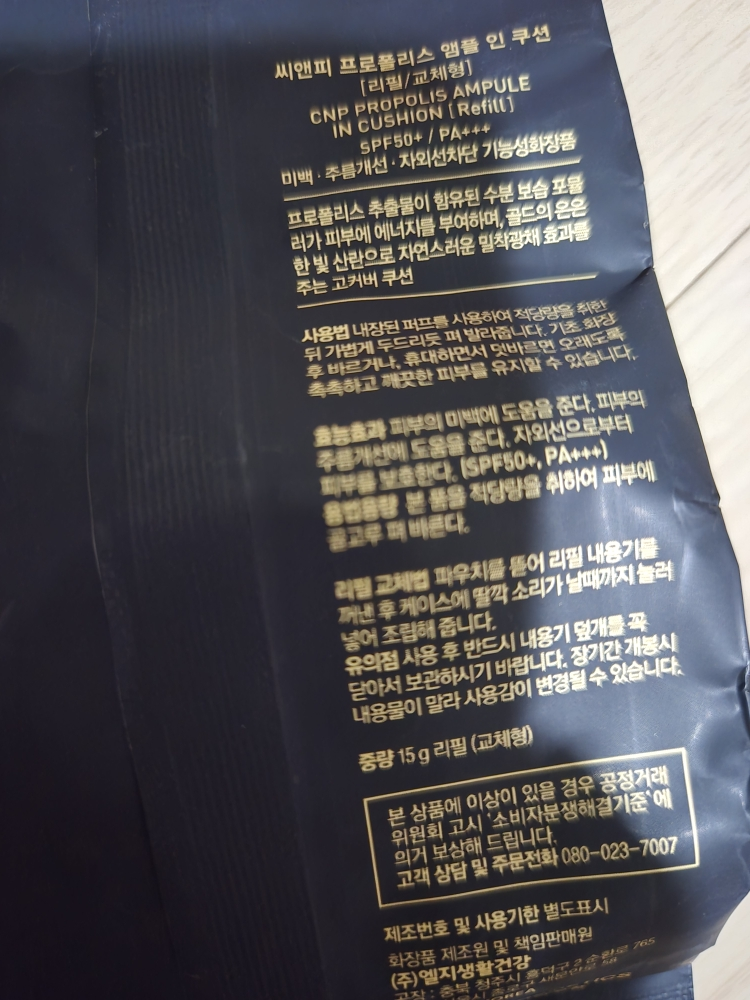 씨앤피 프로폴리스 앰플 인 쿠션
[리필/교체형]
CNP PROPOLIS AMPULE
IN CUSHION [Refill]
SPF50+ / PA+++
미백·주름개선·자외선차단 기능성화장품
프로폴리스 추출물이 함유된 수분 보습 포뮬
러가 피부에 에너지를 부여하며, 골드의 은은
한 빛 산란으로 자연스러운 밀착광채 효과를
주는 고커버 쿠션
사용법 내장된 퍼프를 사용하여 적당량을 취한
뒤 가볍게 두드리듯 펴 발라줍니다. 기초 화장
후 바르거나, 휴대하면서 덧바르면 오래도록
촉촉하고 깨끗한 피부를 유지할 수 있습니다.
효능효과 피부의 미백에 도움을 준다. 피부의
주름개선에 도움을 준다. 자외선으로부터
피부를 보호한다. (SPF50+, PA+++)
용법용량 본 품을 적당량을 취하여 피부에
골고루 펴 바른다.
리필 교체법 파우치를 뜯어 리필 내용기를
꺼낸 후 케이스에 딸깍 소리가 날때까지 눌러
넣어 조립해 줍니다.
유의점 사용 후 반드시 내용기 덮개를 꼭
닫아서 보관하시기 바랍니다. 장기간 개봉시
내용물이 말라 사용감이 변경될 수 있습니다.
중량 15g 리필 (교체형)
본 상품에 이상이 있을 경우 공정거래
위원회 고시 '소비자분쟁해결기준'에
의거 보상해 드립니다.
고객 상담 및 주문전화 080-023-7007
제조번호 및 사용기한 별도표시
화장품 제조원 및 책임판매원
(주)엘지생활건강
공장 : 충북 청주시 흥덕구 2순환로 765